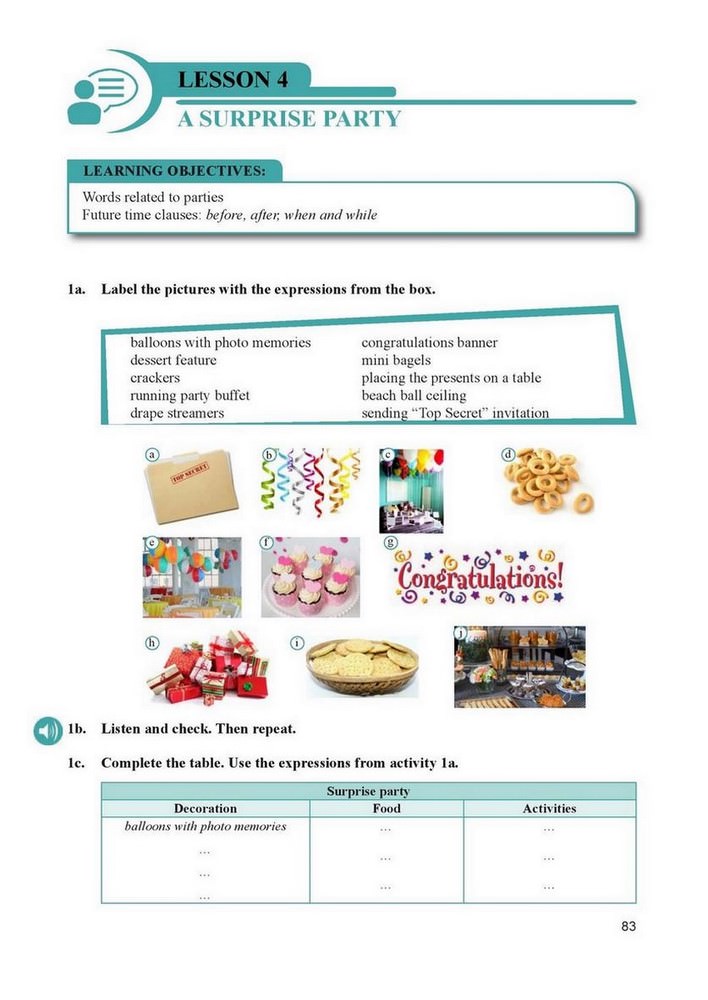 LESSON 4
A SURPRISE PARTY
LEARNING OBJECTIVES:
Words related to parties
Future time clauses: before, after, when and while
1a. Label the pictures with the expressions from the box.
balloons with photo memories
dessert feature
crackers
running party buffet
drape streamers
congratulations banner
mini bagels
placing the presents on a table
beach ball ceiling
sending “Top Secret” invitation
a
TOP SECRET
b
c
d
e
f
g
Congratulations!
h
i
j
1b. Listen and check. Then repeat.
1c. Complete the table. Use the expressions from activity 1a.
Surprise party
Decoration Food Activities
balloons with photo memories ... ...
...
... ...
...
... ...
...
83